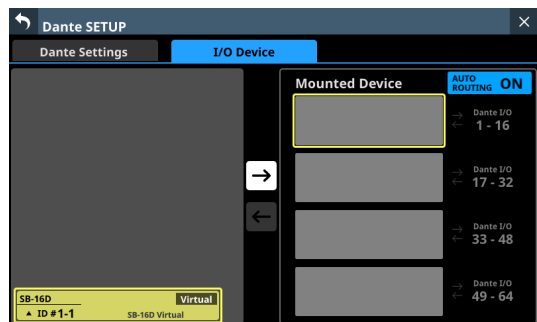 Dante SETUP
Dante Settings
I/O Device
Mounted Device
AUTO ROUTING ON
Dante I/O
1 - 16
Dante I/O
17 - 32
Dante I/O
33 - 48
Dante I/O
49 - 64
SB-16D
Virtual
▲ ID #1-1
SB-16D Virtual